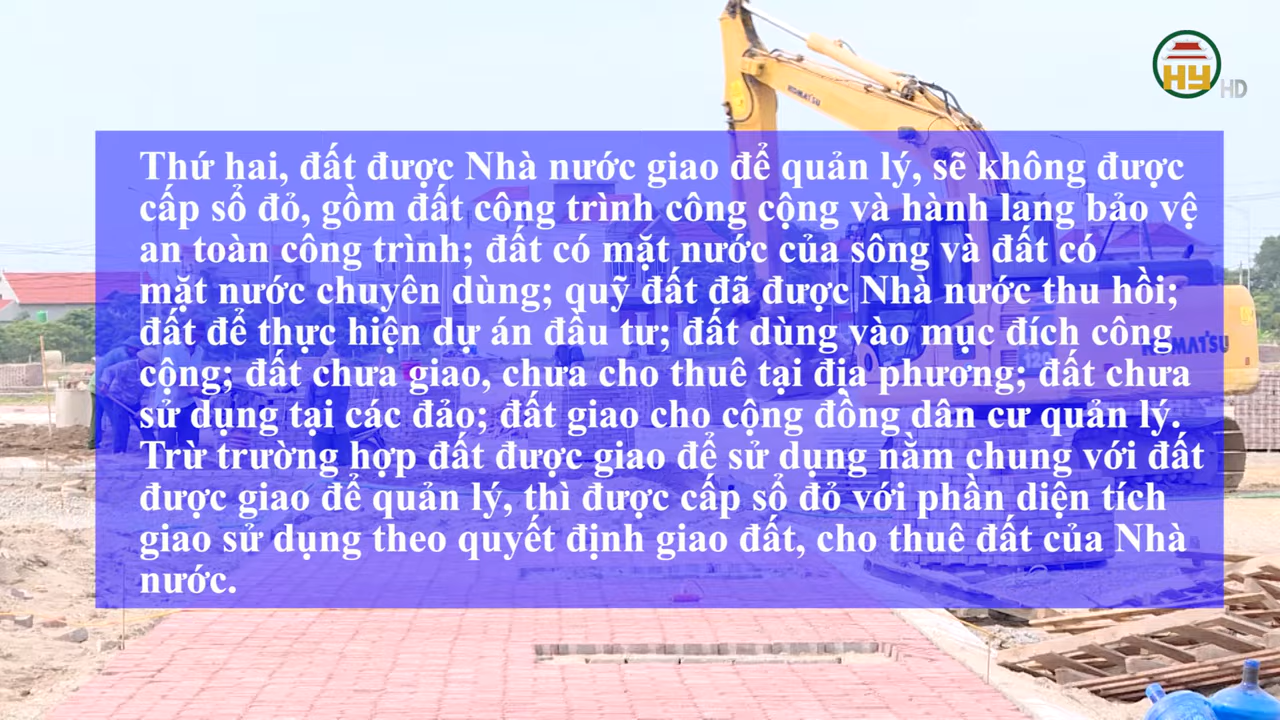 HY HD
KOMATSU
Thứ hai, đất được Nhà nước giao để quản lý, sẽ không được
cấp sổ đỏ, gồm đất công trình công cộng và hành lang bảo vệ
an toàn công trình; đất có mặt nước của sông và đất có
mặt nước chuyên dùng; quỹ đất đã được Nhà nước thu hồi;
đất để thực hiện dự án đầu tư; đất dùng vào mục đích công
cộng; đất chưa giao, chưa cho thuê tại địa phương; đất chưa
sử dụng tại các đảo; đất giao cho cộng đồng dân cư quản lý.
Trừ trường hợp đất được giao để sử dụng nằm chung với đất
được giao để quản lý, thì được cấp sổ đỏ với phần diện tích
giao sử dụng theo quyết định giao đất, cho thuê đất của Nhà
nước.
KOMATSU
120